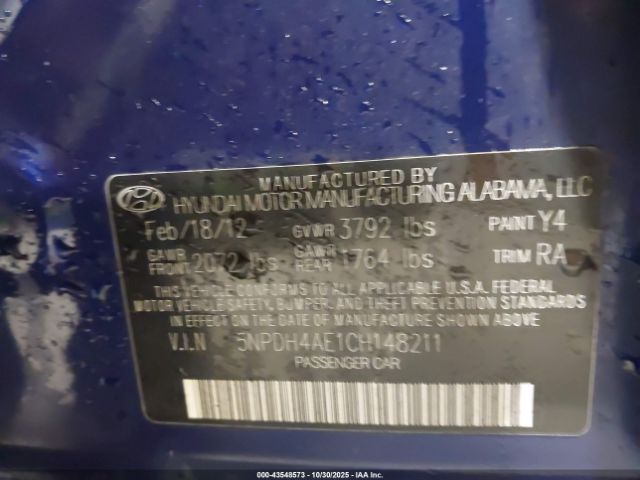 MANUFACTURED BY
HYUNDAI MOTOR MANUFACTURING ALABAMA, LLC
Feb/18/12 GVWR 3792 lbs PAINT Y4
GAWR FRONT 2072 lbs GAWR REAR 1764 lbs TRIM RA
THIS VEHICLE CONFORMS TO ALL APPLICABLE U.S.A. FEDERAL
MOTOR VEHICLE SAFETY, BUMPER, AND THEFT PREVENTION STANDARDS
IN EFFECT ON THE DATE OF MANUFACTURE SHOWN ABOVE.
V.I.N 5NPDH4AE1CH148211
PASSENGER CAR
000-43548573 - 10/30/2025 - IAA Inc.